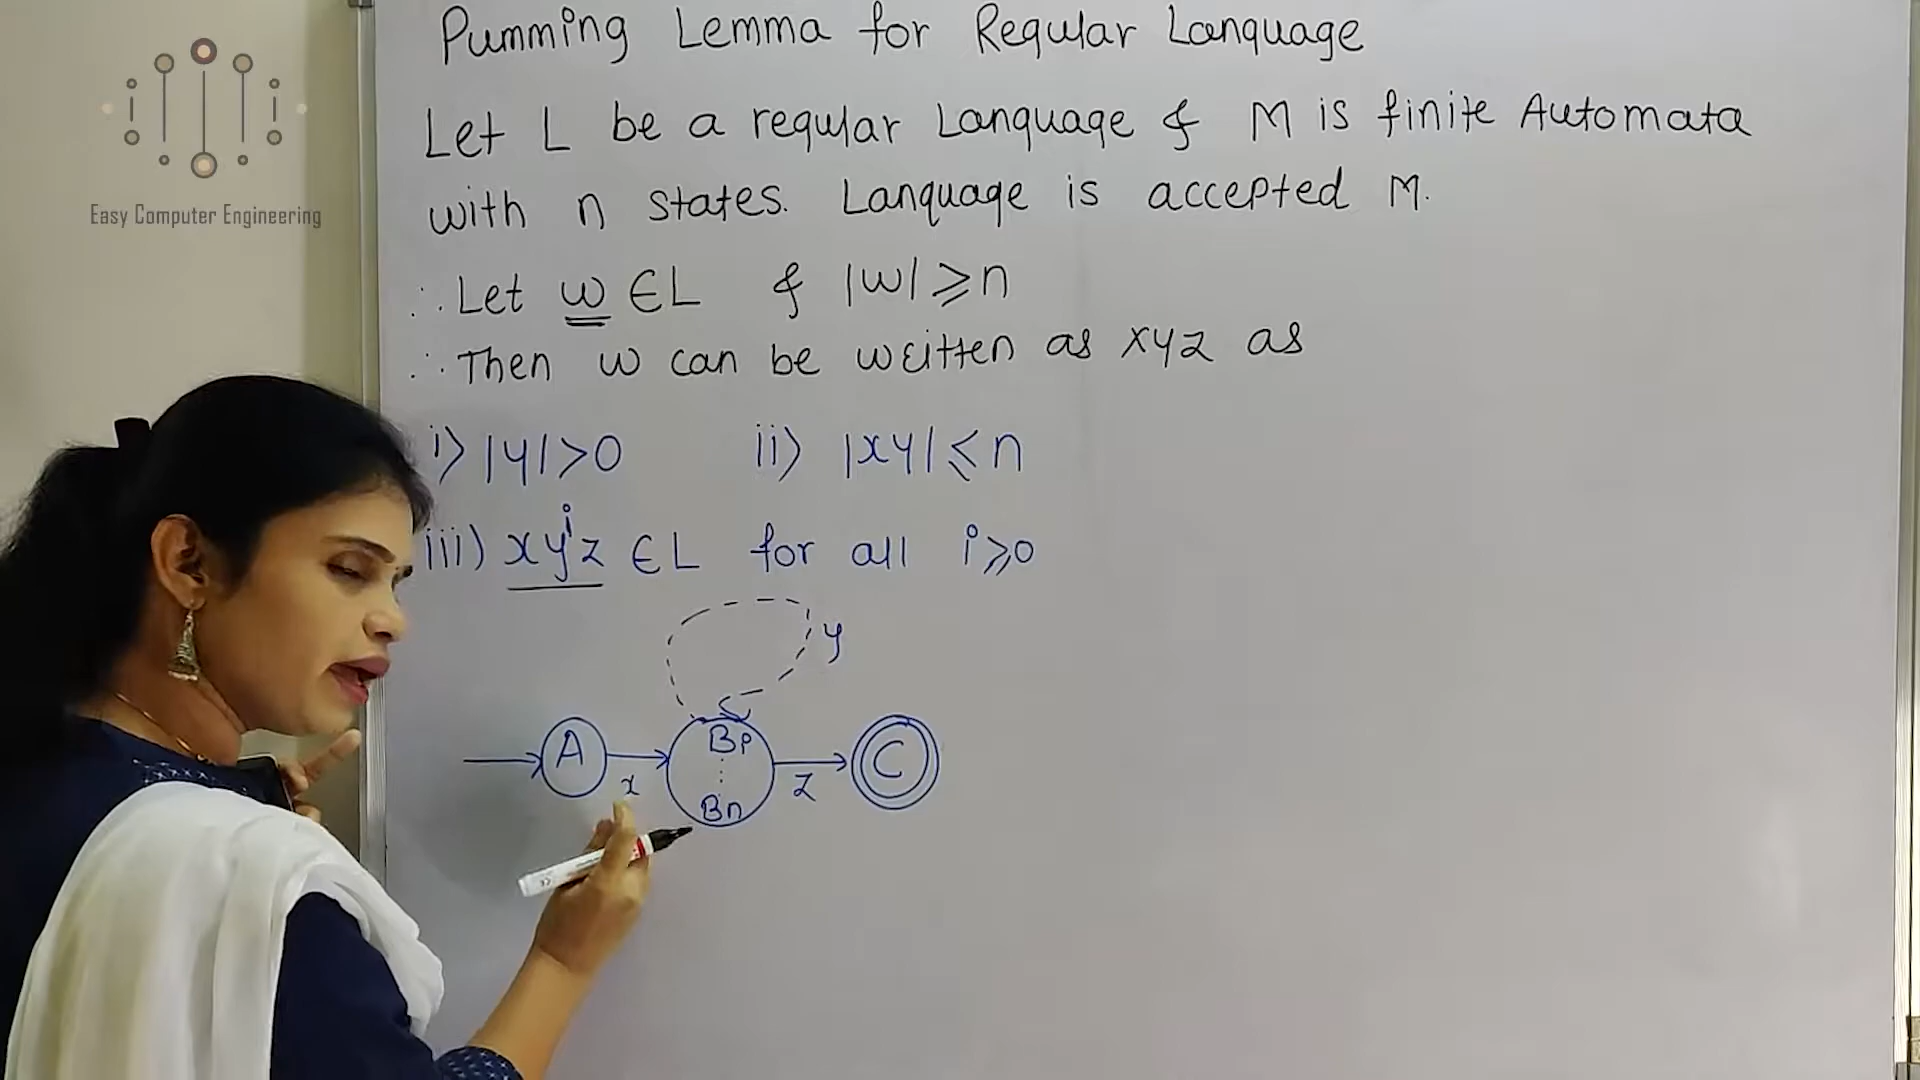 Pumming Lemma for Regular Language
Easy Computer Engineering
Let L be a regular Language & M is finite Automata
with n states. Language is accepted M.
∴ Let w ∈ L & |w| ⩾ n
∴ Then w can be written as xyz as
i) |y| > 0 ii) |xy| ⩽ n
iii) xyⁱz ∈ L for all i ⩾ 0
y
A x Bp Z C
Bn